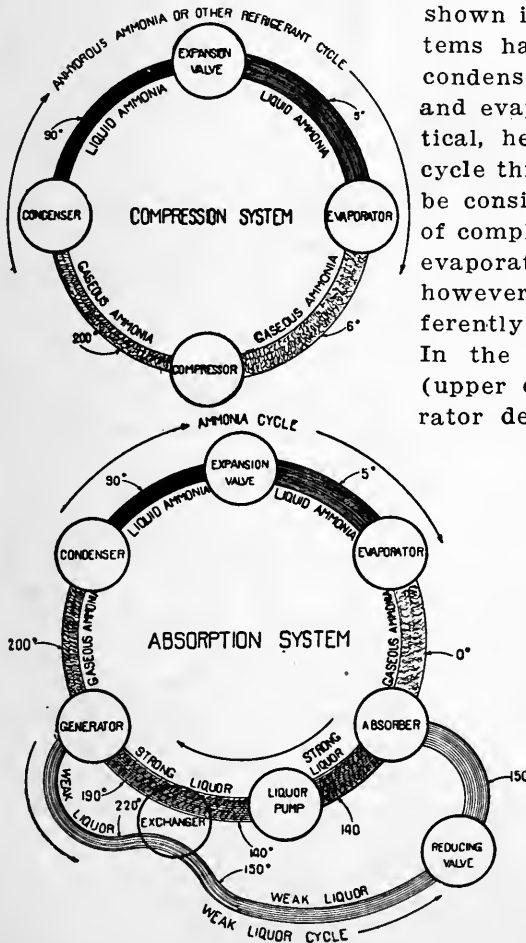 ANHYDROUS AMMONIA OR OTHER REFRIGERANT CYCLE
EXPANSION
VALVE
LIQUID AMMONIA
LIQUID AMMONIA
90°
5°
CONDENSER
COMPRESSION SYSTEM
EVAPORATOR
GASEOUS AMMONIA
GASEOUS AMMONIA
200°
6°
COMPRESSOR
shown i
tems ha
condens
and evap
tical, he
cycle th
be consi
of compl
evaporat
however
ferently
In the
(upper
rator de
AMMONIA CYCLE
EXPANSION
VALVE
90°
5°
LIQUID AMMONIA
LIQUID AMMONIA
CONDENSER
EVAPORATOR
GASEOUS AMMONIA
GASEOUS AMMONIA
200°
ABSORPTION SYSTEM
0°
GENERATOR
ABSORBER
STRONG LIQUOR
STRONG
LIQUOR
WEAK
LIQUOR
190°
220°
EXCHANGER
LIQUOR
PUMP
140
140°
150
150°
REDUCING
VALVE
WEAK LIQUOR
WEAK LIQUOR CYCLE